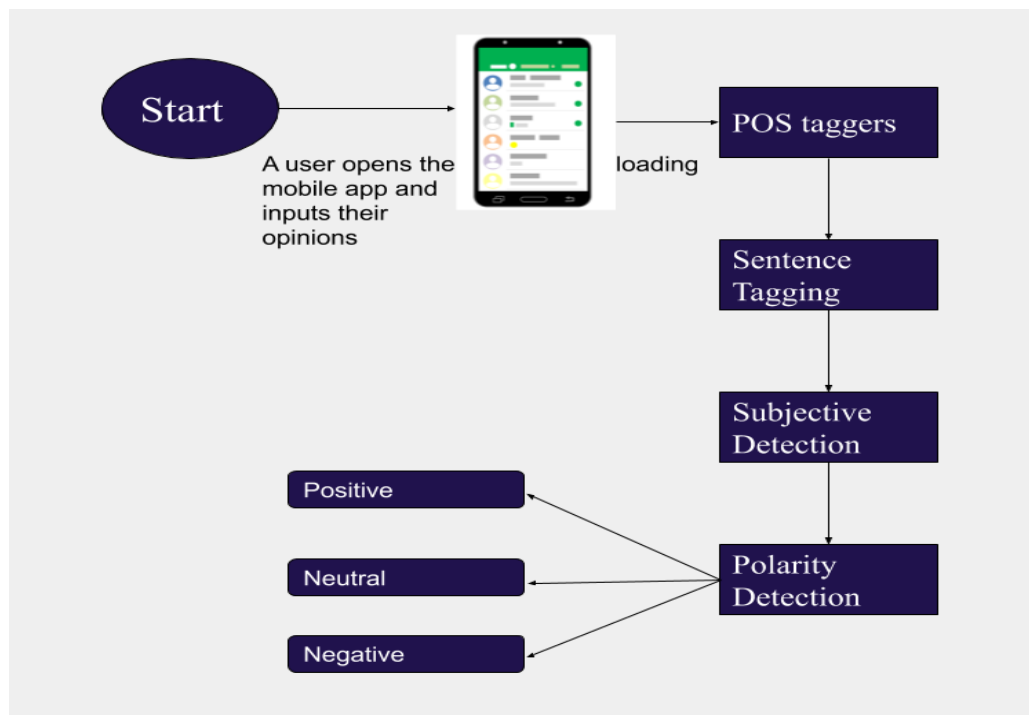 Start
A user opens the
mobile app and
inputs their
opinions
loading
POS taggers
Sentence
Tagging
Subjective
Detection
Polarity
Detection
Positive
Neutral
Negative